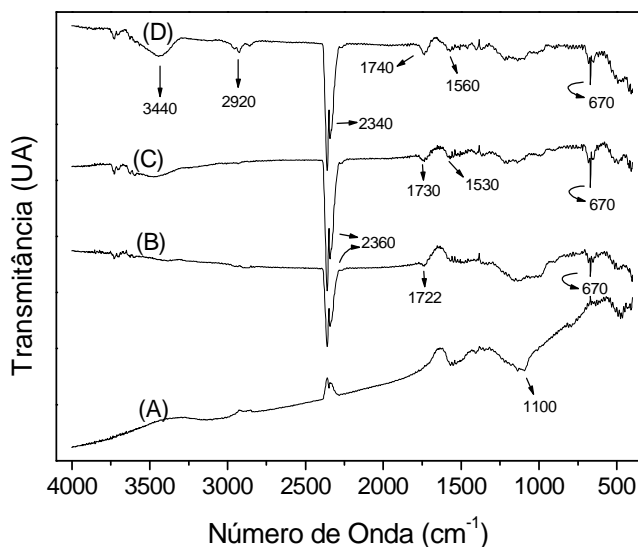 (D)
1740
1560
3440
2920
2340
670
(C)
1730
1530
670
(B)
2360
1722
670
(A)
1100
4000 3500 3000 2500 2000 1500 1000 500
Número de Onda (cm⁻¹)
Transmitância (UA)